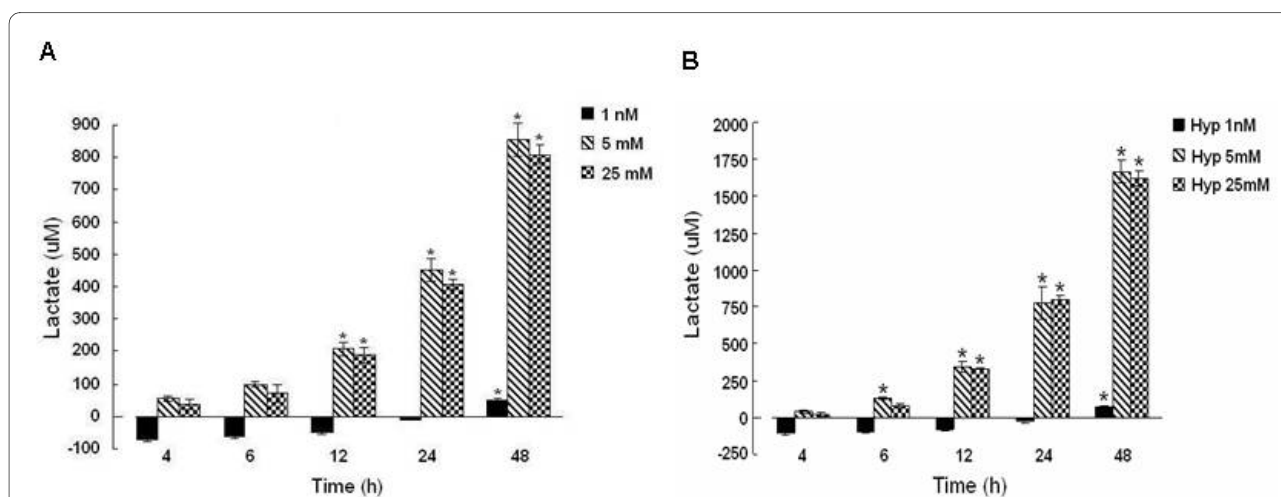 A
1 nM
5 mM
25 mM
900
800
700
600
500
400
300
200
100
0
-100
Lactate (uM)
* * * * * * *
4 6 12 24 48
Time (h)
B
Hyp 1nM
Hyp 5mM
Hyp 25mM
2000
1750
1500
1250
1000
750
500
250
0
-250
Lactate (uM)
* * * * * * * *
4 6 12 24 48
Time (h)